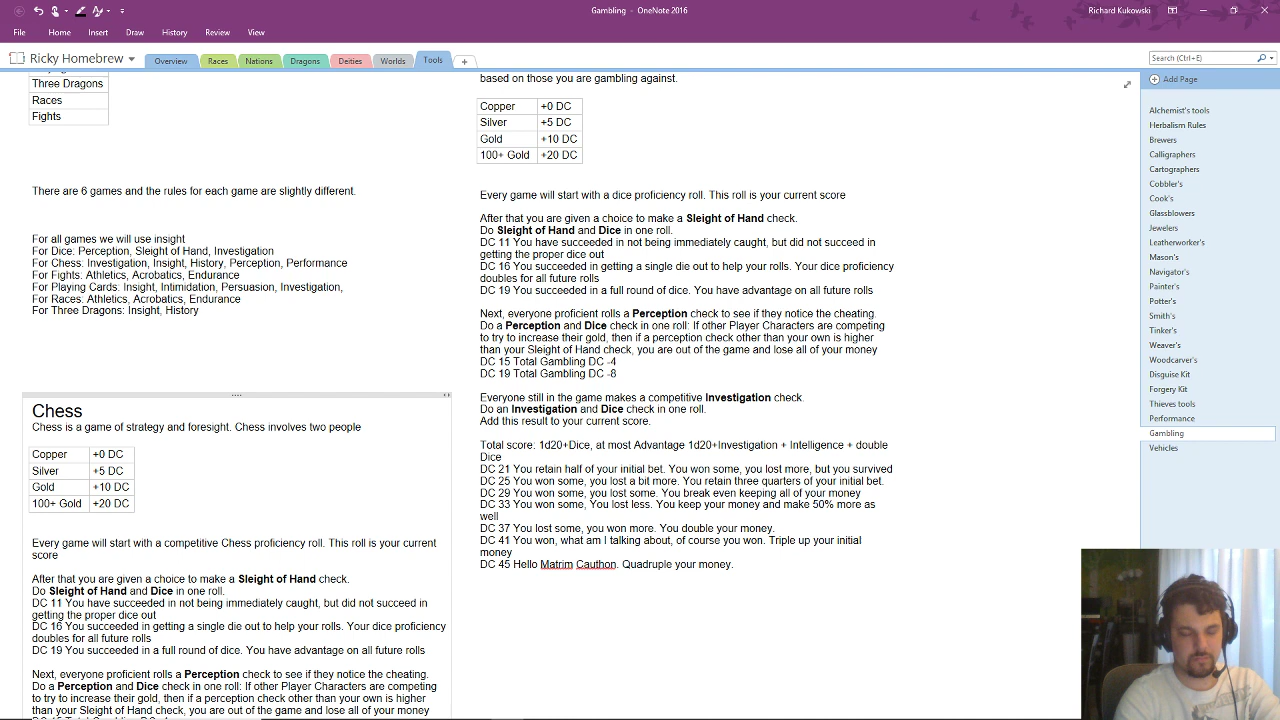 Gambling - OneNote 2016
Richard Kukowski
File Home Insert Draw History Review View
Ricky Homebrew
Overview Races Nations Dragons Deities Worlds Tools
Search (Ctrl+E)
Three Dragons
Races
Fights
There are 6 games and the rules for each game are slightly different.
For all games we will use insight
For Dice: Perception, Sleight of Hand, Investigation
For Chess: Investigation, Insight, History, Perception, Performance
For Fights: Athletics, Acrobatics, Endurance
For Playing Cards: Insight, Intimidation, Persuasion, Investigation,
For Races: Athletics, Acrobatics, Endurance
For Three Dragons: Insight, History
Chess
Chess is a game of strategy and foresight. Chess involves two people
Copper +0 DC
Silver +5 DC
Gold +10 DC
100+ Gold +20 DC
Every game will start with a competitive Chess proficiency roll. This roll is your current
score
After that you are given a choice to make a Sleight of Hand check.
Do Sleight of Hand and Dice in one roll.
DC 11 You have succeeded in not being immediately caught, but did not succeed in
getting the proper dice out
DC 16 You succeeded in getting a single die out to help your rolls. Your dice proficiency
doubles for all future rolls
DC 19 You succeeded in a full round of dice. You have advantage on all future rolls
Next, everyone proficient rolls a Perception check to see if they notice the cheating.
Do a Perception and Dice check in one roll: If other Player Characters are competing
to try to increase their gold, then if a perception check other than your own is higher
than your Sleight of Hand check, you are out of the game and lose all of your money
based on those you are gambling against.
Copper +0 DC
Silver +5 DC
Gold +10 DC
100+ Gold +20 DC
Every game will start with a dice proficiency roll. This roll is your current score
After that you are given a choice to make a Sleight of Hand check.
Do Sleight of Hand and Dice in one roll.
DC 11 You have succeeded in not being immediately caught, but did not succeed in
getting the proper dice out
DC 16 You succeeded in getting a single die out to help your rolls. Your dice proficiency
doubles for all future rolls
DC 19 You succeeded in a full round of dice. You have advantage on all future rolls
Next, everyone proficient rolls a Perception check to see if they notice the cheating.
Do a Perception and Dice check in one roll: If other Player Characters are competing
to try to increase their gold, then if a perception check other than your own is higher
than your Sleight of Hand check, you are out of the game and lose all of your money
DC 15 Total Gambling DC -4
DC 19 Total Gambling DC -8
Everyone still in the game makes a competitive Investigation check.
Do an Investigation and Dice check in one roll.
Add this result to your current score.
Total score: 1d20+Dice, at most Advantage 1d20+Investigation + Intelligence + double
Dice
DC 21 You retain half of your initial bet. You won some, you lost more, but you survived
DC 25 You won some, you lost a bit more. You retain three quarters of your initial bet.
DC 29 You won some, you lost some. You break even keeping all of your money
DC 33 You won some, You lost less. You keep your money and make 50% more as
well
DC 37 You lost some, you won more. You double your money.
DC 41 You won, what am I talking about, of course you won. Triple up your initial
money
DC 45 Hello Matrim Cauthon. Quadruple your money.
Add Page
Alchemist's tools
Herbalism Rules
Brewers
Calligraphers
Cartographers
Cobbler's
Cook's
Glassblowers
Jewelers
Leatherworker's
Mason's
Navigator's
Painter's
Potter's
Smith's
Tinker's
Weaver's
Woodcarver's
Disguise Kit
Forgery Kit
Thieves tools
Performance
Gambling
Vehicles